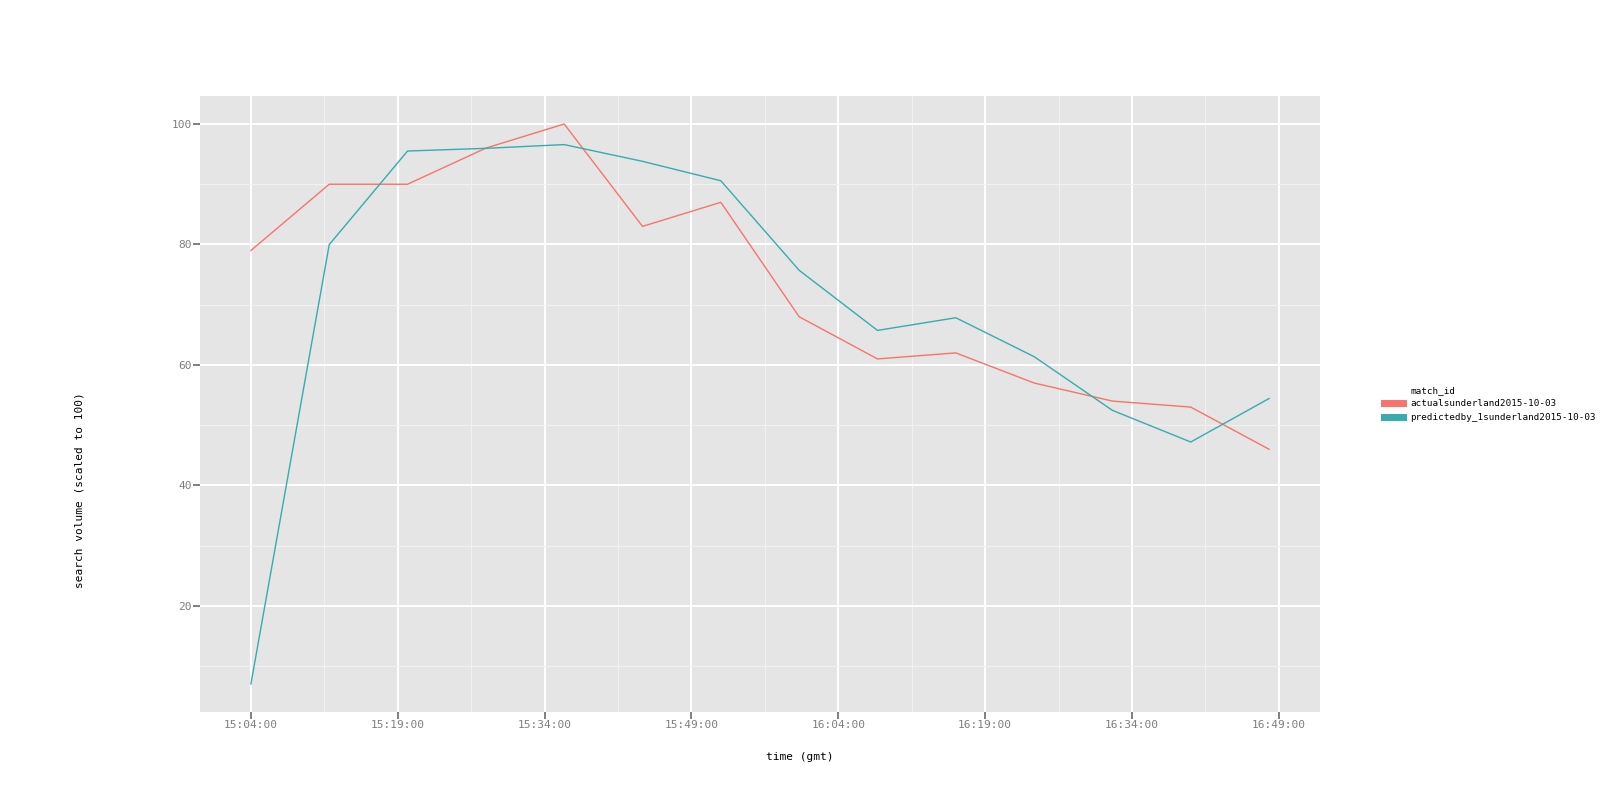 100
80
60
40
20
search volume (scaled to 100)
15:04:00
15:19:00
15:34:00
15:49:00
16:04:00
16:19:00
16:34:00
16:49:00
time (gmt)
match_id
actualsunderland2015-10-03
predictedby_1sunderland2015-10-03